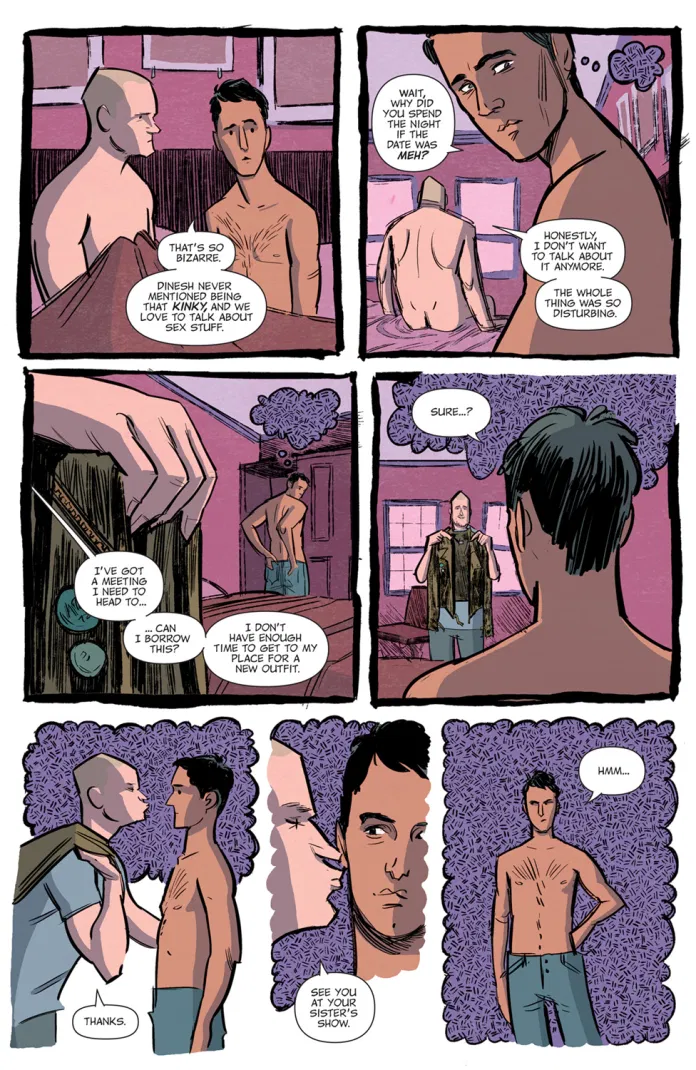 THAT'S SO
BIZARRE.
DINESH NEVER
MENTIONED BEING
THAT KINKY, AND WE
LOVE TO TALK ABOUT
SEX STUFF.
WAIT,
WHY DID
YOU SPEND
THE NIGHT
IF THE
DATE WAS
MEH?
HONESTLY,
I DON'T WANT
TO TALK ABOUT
IT ANYMORE.
THE WHOLE
THING WAS SO
DISTURBING.
I'VE GOT
A MEETING
I NEED TO
HEAD TO...
... CAN
I BORROW
THIS?
I DON'T
HAVE ENOUGH
TIME TO GET TO MY
PLACE FOR A
NEW OUTFIT.
SURE...?
THANKS.
SEE YOU
AT YOUR
SISTER'S
SHOW.
HMM...